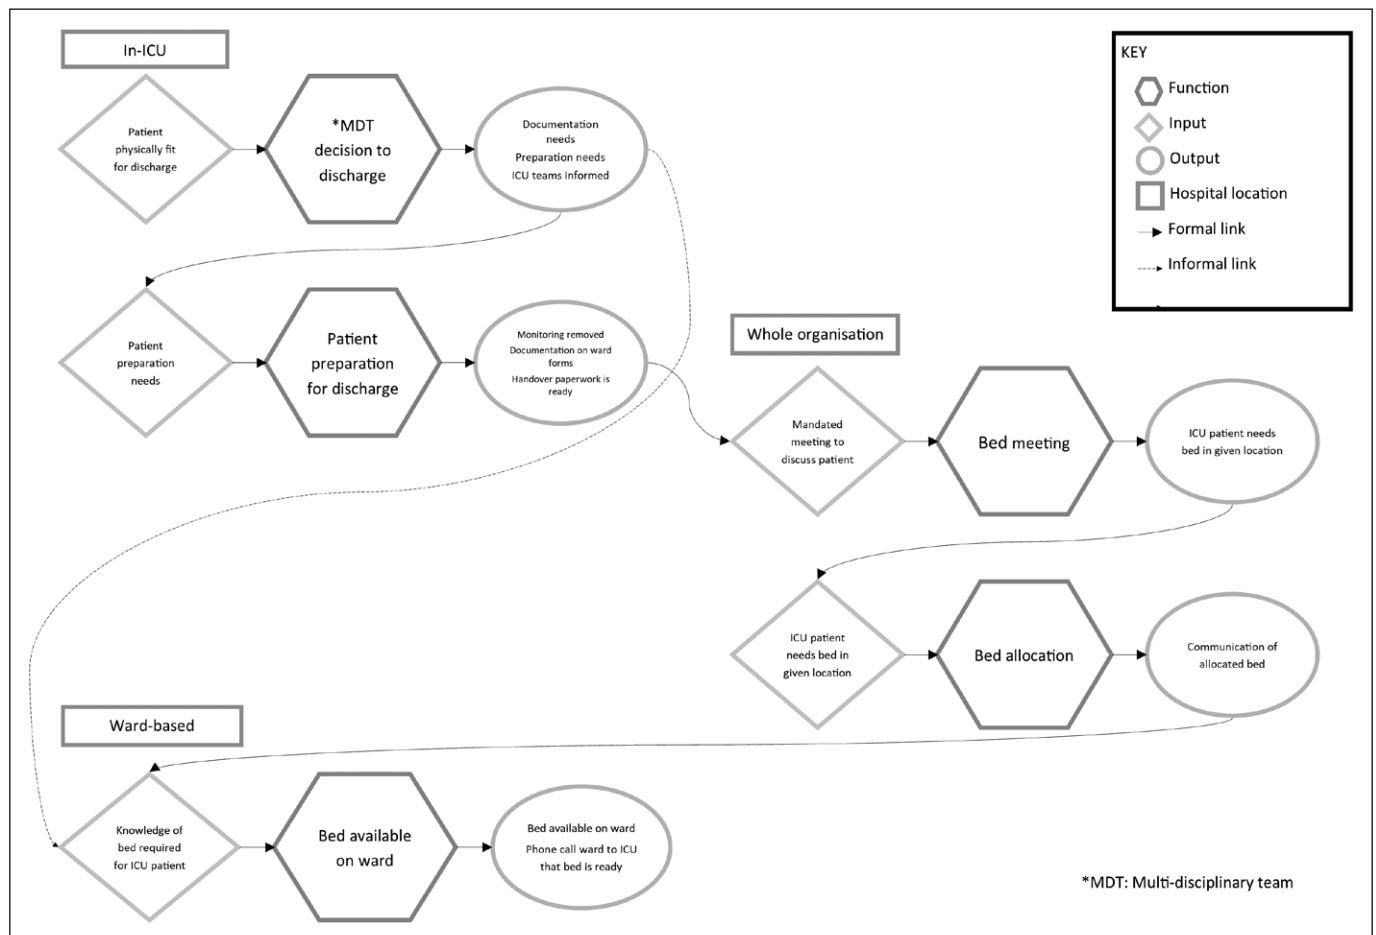 In-ICU
Patient
physically fit
for discharge
*MDT
decision to
discharge
Documentation
needs
Preparation needs
ICU teams informed
KEY
Function
Input
Output
Hospital location
Formal link
Informal link
Patient
preparation
needs
Patient
preparation
for discharge
Monitoring removed
Documentation on ward
forms
Handover paperwork is
ready
Whole organisation
Mandated
meeting to
discuss patient
Bed meeting
ICU patient needs
bed in given location
ICU patient
needs bed in
given location
Bed allocation
Communication of
allocated bed
Ward-based
Knowledge of
bed required
for ICU patient
Bed available
on ward
Bed available on ward
Phone call ward to ICU
that bed is ready
*MDT: Multi-disciplinary team